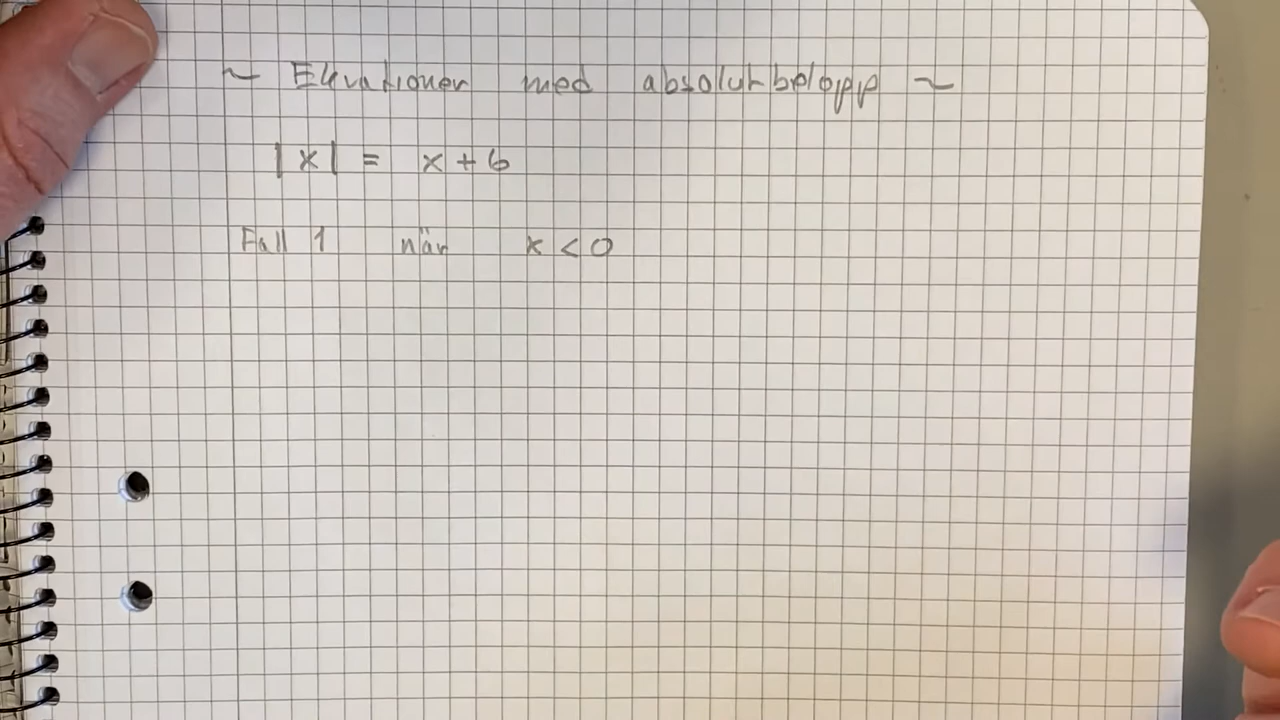 ~ Ekvationer med absolutbelopp ~
|x| = x + 6
Fall 1 när x < 0